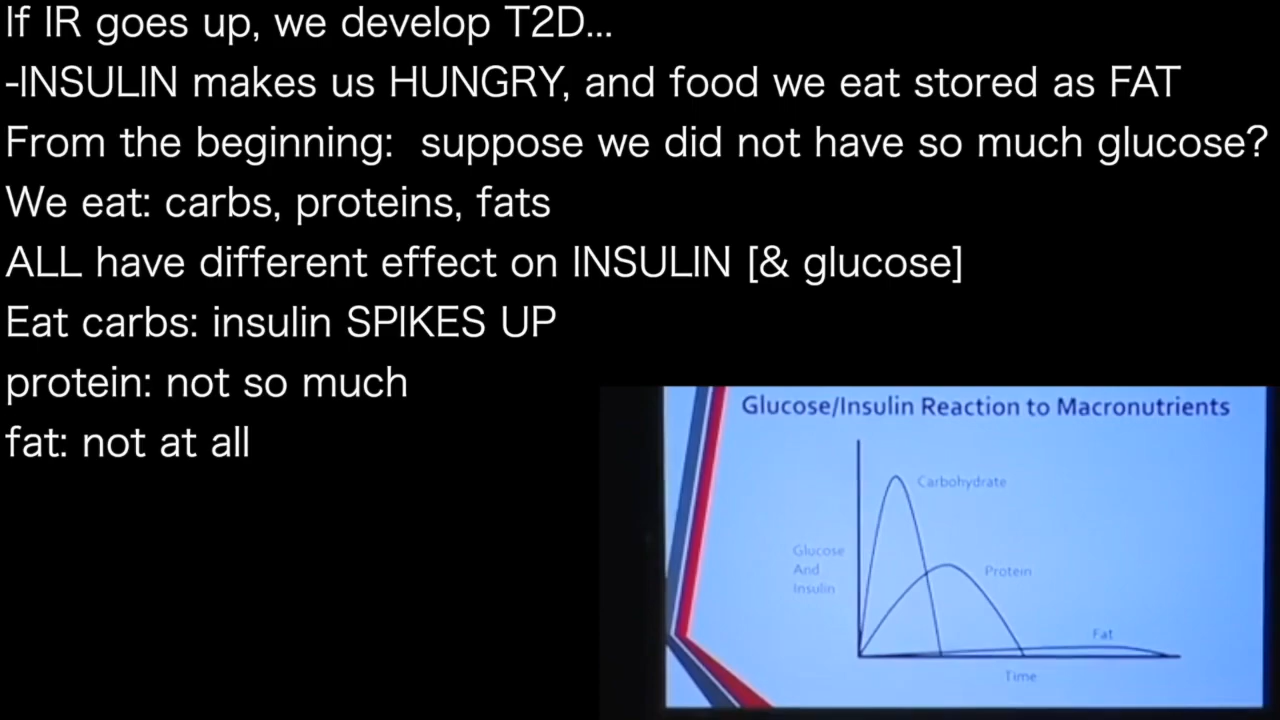 If IR goes up, we develop T2D...
-INSULIN makes us HUNGRY, and food we eat stored as FAT
From the beginning:  suppose we did not have so much glucose?
We eat: carbs, proteins, fats
ALL have different effect on INSULIN [& glucose]
Eat carbs: insulin SPIKES UP
protein: not so much
fat: not at all
Glucose/Insulin Reaction to Macronutrients
Carbohydrate
Glucose
And
Insulin
Protein
Fat
Time